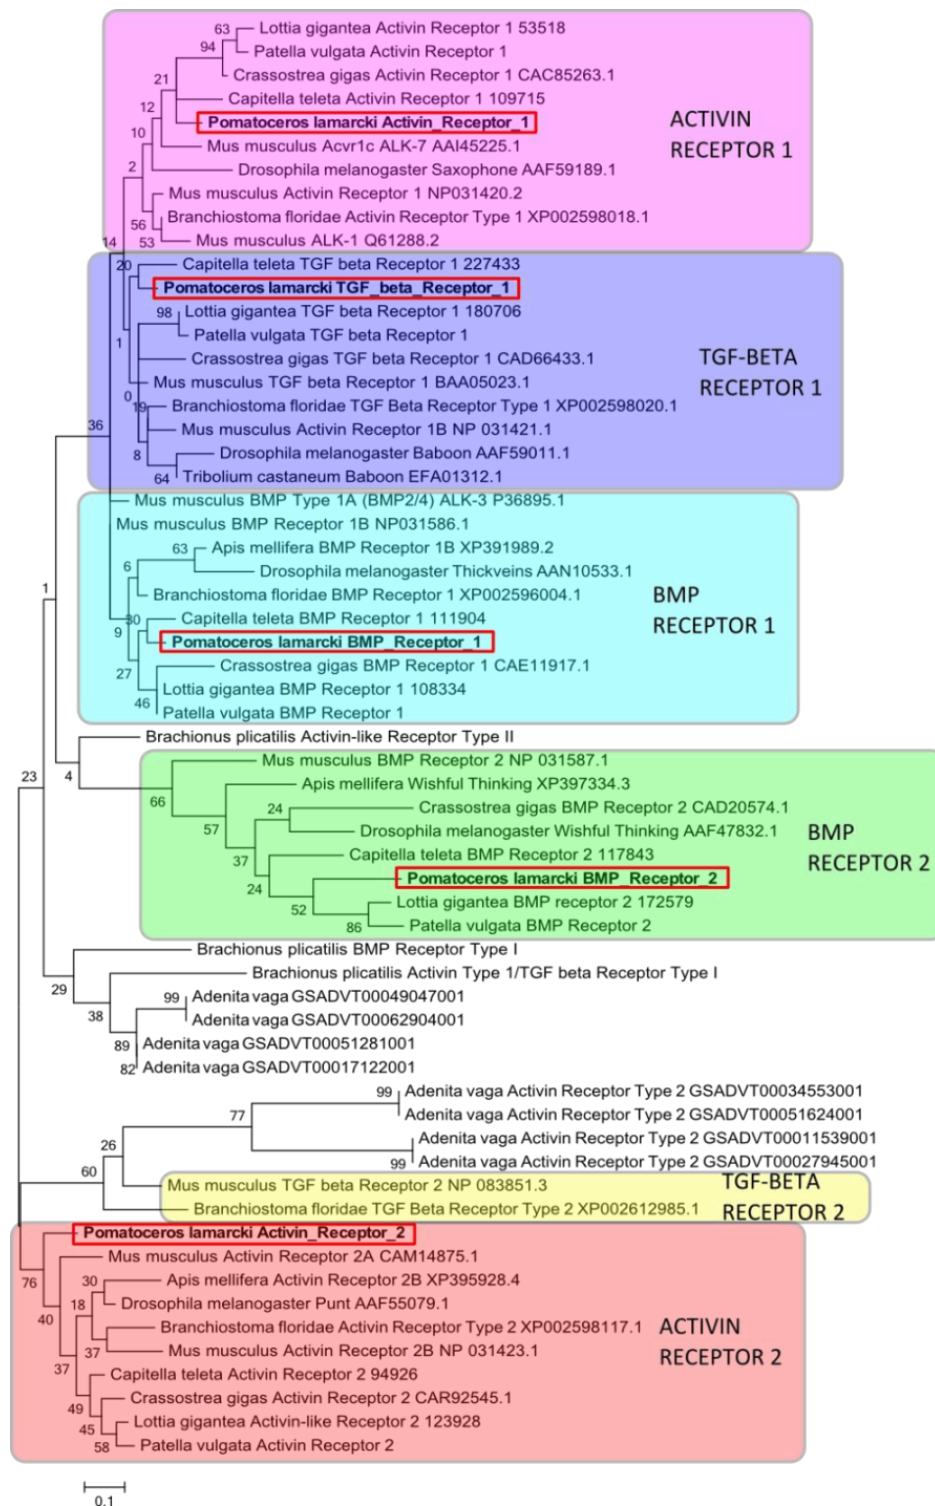 Lottia gigantea Activin Receptor 1 53518
63
Patella vulgata Activin Receptor 1
94
Crassostrea gigas Activin Receptor 1 CAC85263.1
21
Capitella teleta Activin Receptor 1 109715
12
Pomatoceros lamarcki Activin_Receptor_1
ACTIVIN
RECEPTOR 1
10
Mus musculus Acvr1c ALK-7 AAI45225.1
2
Drosophila melanogaster Saxophone AAF59189.1
Mus musculus Activin Receptor 1 NP031420.2
56
Branchiostoma floridae Activin Receptor Type 1 XP002598018.1
53
Mus musculus ALK-1 Q61288.2
14
20
Capitella teleta TGF beta Receptor 1 227433
Pomatoceros lamarcki TGF_beta_Receptor_1
98
Lottia gigantea TGF beta Receptor 1 180706
Patella vulgata TGF beta Receptor 1
1
Crassostrea gigas TGF beta Receptor 1 CAD66433.1
TGF-BETA
RECEPTOR 1
Mus musculus TGF beta Receptor 1 BAA05023.1
0
19
Branchiostoma floridae TGF Beta Receptor Type 1 XP002598020.1
36
Mus musculus Activin Receptor 1B NP 031421.1
8
Drosophila melanogaster Baboon AAF59011.1
64
Tribolium castaneum Baboon EFA01312.1
Mus musculus BMP Type 1A (BMP2/4) ALK-3 P36895.1
Mus musculus BMP Receptor 1B NP031586.1
63
Apis mellifera BMP Receptor 1B XP391989.2
6
Drosophila melanogaster Thickveins AAN10533.1
1
Branchiostoma floridae BMP Receptor 1 XP002596004.1
BMP
RECEPTOR 1
30
Capitella teleta BMP Receptor 1 111904
9
Pomatoceros lamarcki BMP_Receptor_1
27
Crassostrea gigas BMP Receptor 1 CAE11917.1
Lottia gigantea BMP Receptor 1 108334
46
Patella vulgata BMP Receptor 1
Brachionus plicatilis Activin-like Receptor Type II
23
4
Mus musculus BMP Receptor 2 NP 031587.1
66
Apis mellifera Wishful Thinking XP397334.3
24
Crassostrea gigas BMP Receptor 2 CAD20574.1
57
Drosophila melanogaster Wishful Thinking AAF47832.1
BMP
RECEPTOR 2
37
Capitella teleta BMP Receptor 2 117843
24
Pomatoceros lamarcki BMP_Receptor_2
52
Lottia gigantea BMP receptor 2 172579
86
Patella vulgata BMP Receptor 2
Brachionus plicatilis BMP Receptor Type I
29
Brachionus plicatilis Activin Type 1/TGF beta Receptor Type I
99
Adenita vaga GSADVT00049047001
38
Adenita vaga GSADVT00062904001
89
Adenita vaga GSADVT00051281001
82
Adenita vaga GSADVT00017122001
99
Adenita vaga Activin Receptor Type 2 GSADVT00034553001
77
Adenita vaga Activin Receptor Type 2 GSADVT00051624001
26
Adenita vaga Activin Receptor Type 2 GSADVT00011539001
99
Adenita vaga Activin Receptor Type 2 GSADVT00027945001
60
Mus musculus TGF beta Receptor 2 NP 083851.3
TGF-BETA
RECEPTOR 2
Branchiostoma floridae TGF Beta Receptor Type 2 XP002612985.1
Pomatoceros lamarcki Activin_Receptor_2
76
Mus musculus Activin Receptor 2A CAM14875.1
30
Apis mellifera Activin Receptor 2B XP395928.4
40
18
Drosophila melanogaster Punt AAF55079.1
Branchiostoma floridae Activin Receptor Type 2 XP002598117.1
ACTIVIN
RECEPTOR 2
37
Mus musculus Activin Receptor 2B NP 031423.1
37
Capitella teleta Activin Receptor 2 94926
49
Crassostrea gigas Activin Receptor 2 CAR92545.1
45
Lottia gigantea Activin-like Receptor 2 123928
58
Patella vulgata Activin Receptor 2
0.1